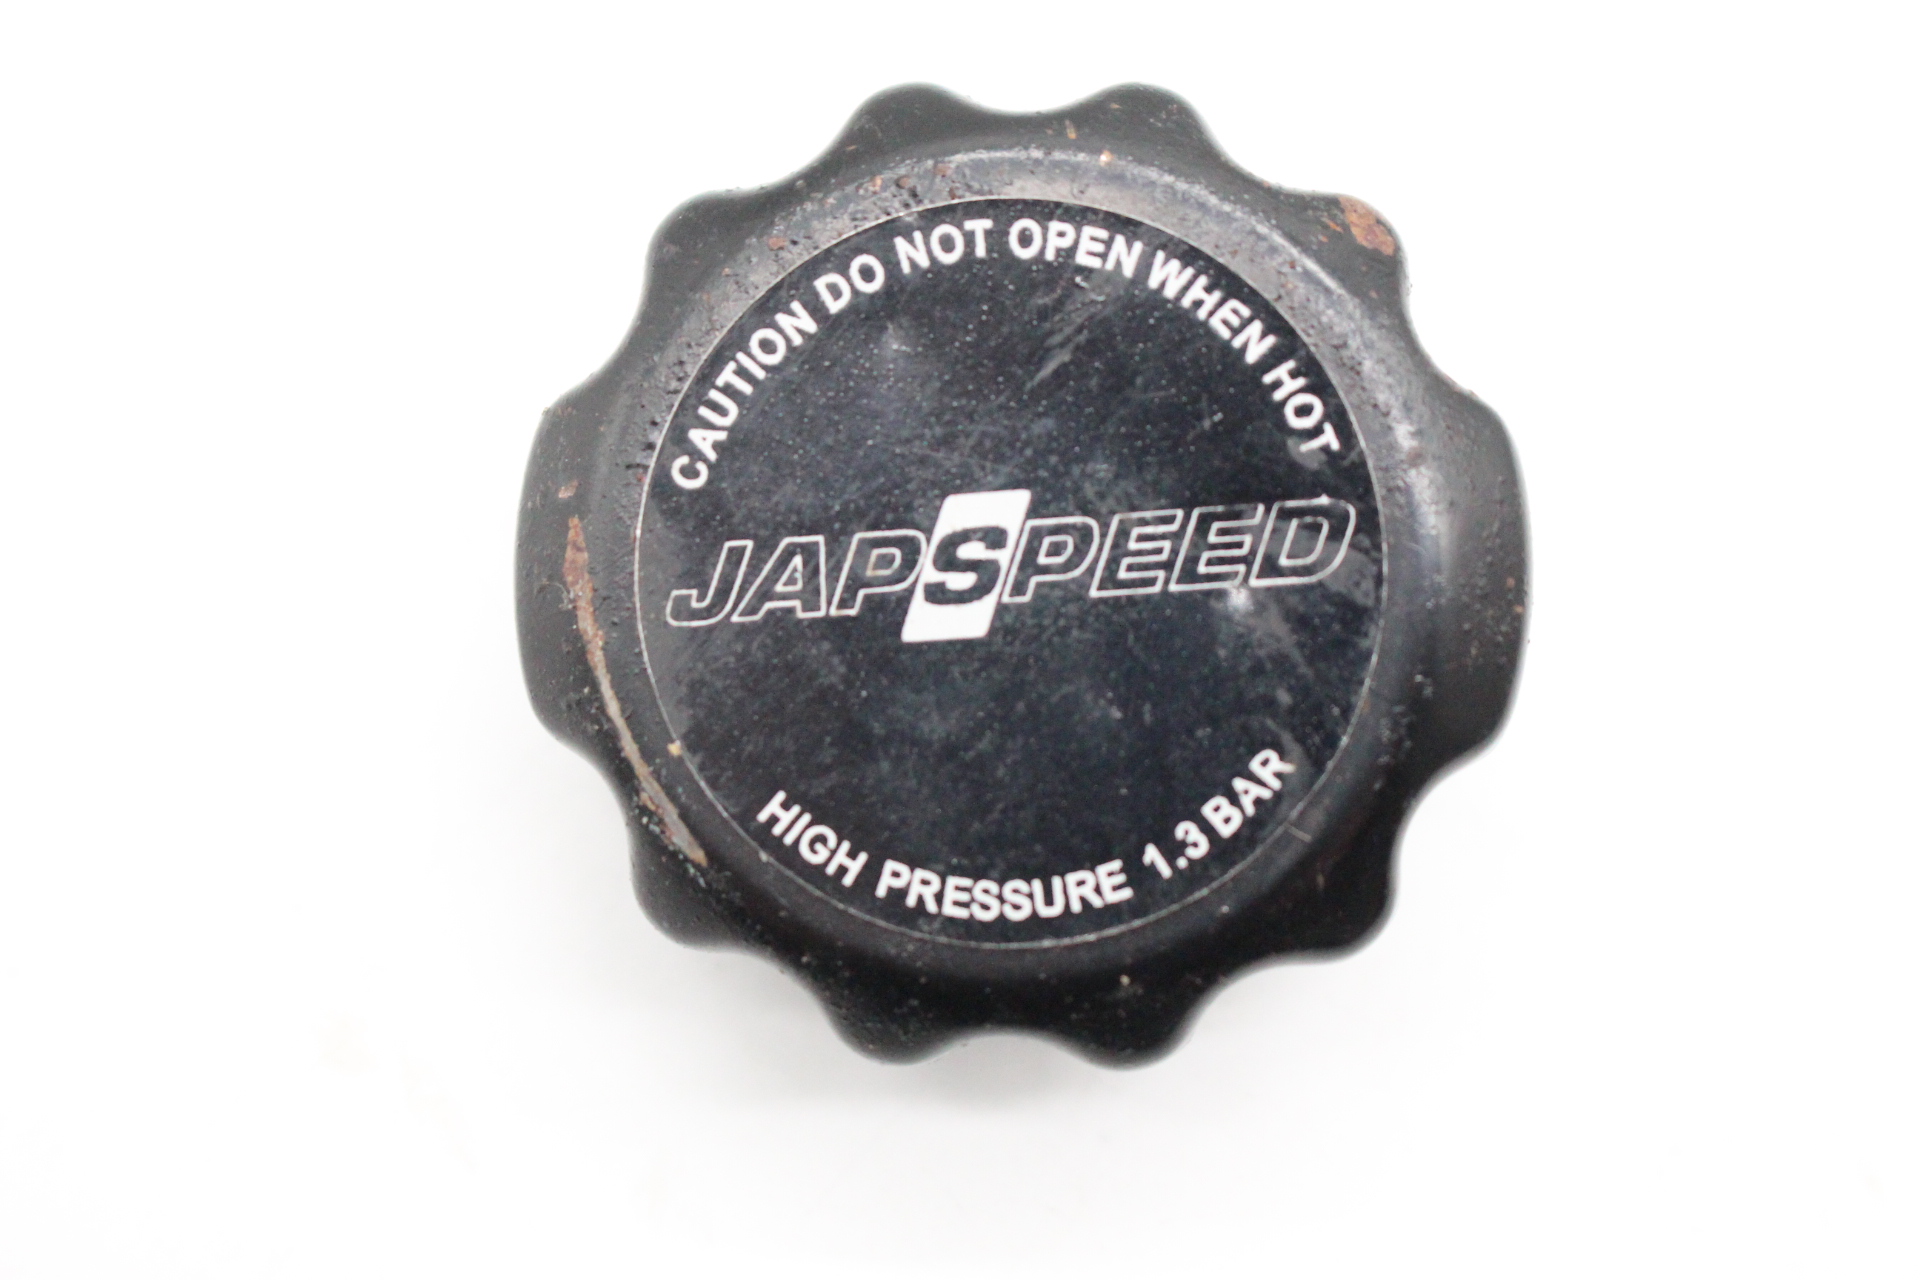 CAUTION DO NOT OPEN WHEN HOT
JAPSPEED
HIGH PRESSURE 1.3 BAR